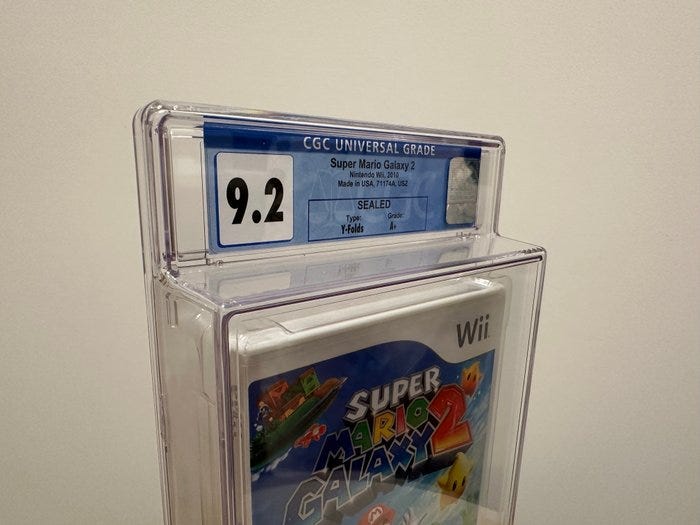 CGC UNIVERSAL GRADE
9.2
Super Mario Galaxy 2
Nintendo Wii, 2010
Made in USA, 71174A, USZ
SEALED
Type: Grade:
Y-Folds A+
Wii
SUPER
MARIO
GALAXY 2